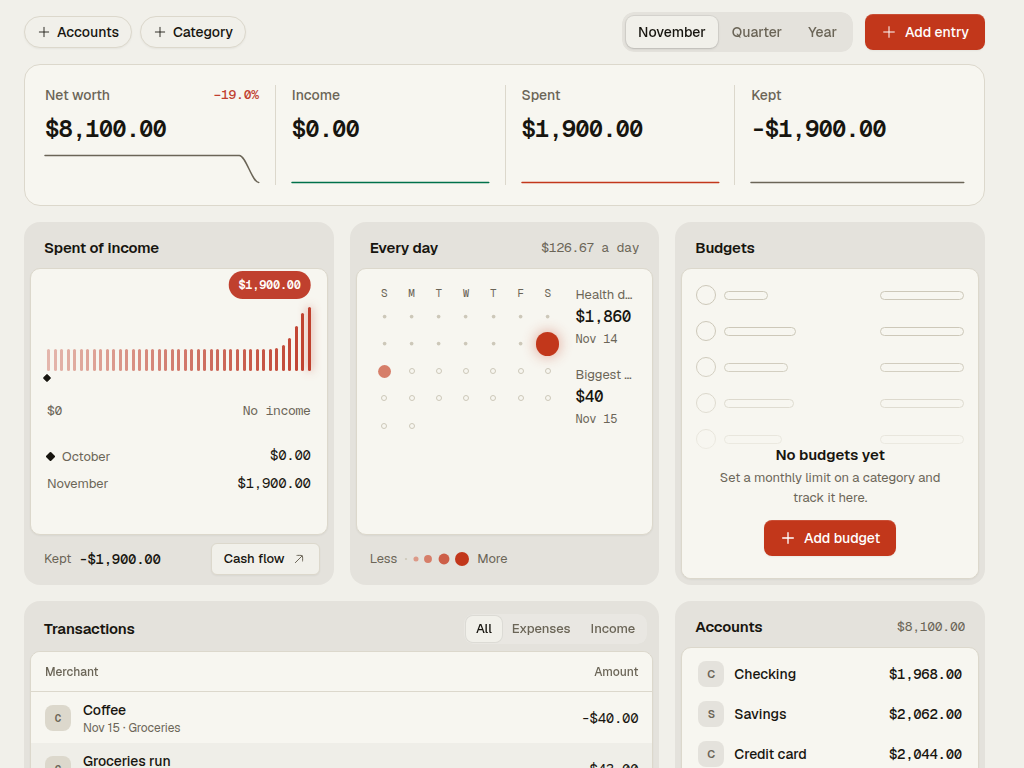 Accounts
Category
November
Quarter
Year
Add entry
Net worth
-19.0%
$8,100.00
Income
$0.00
Spent
$1,900.00
Kept
-$1,900.00
Spent of income
$1,900.00
$0
No income
October
$0.00
November
$1,900.00
Kept
-$1,900.00
Cash flow
Every day
$126.67 a day
S M T W T F S
Health d…
$1,860
Nov 14
Biggest …
$40
Nov 15
Less
More
Budgets
No budgets yet
Set a monthly limit on a category and
track it here.
Add budget
Transactions
All
Expenses
Income
Merchant
Amount
C
Coffee
-$40.00
Nov 15 · Groceries
Groceries run
Accounts
$8,100.00
C
Checking
$1,968.00
S
Savings
$2,062.00
C
Credit card
$2,044.00